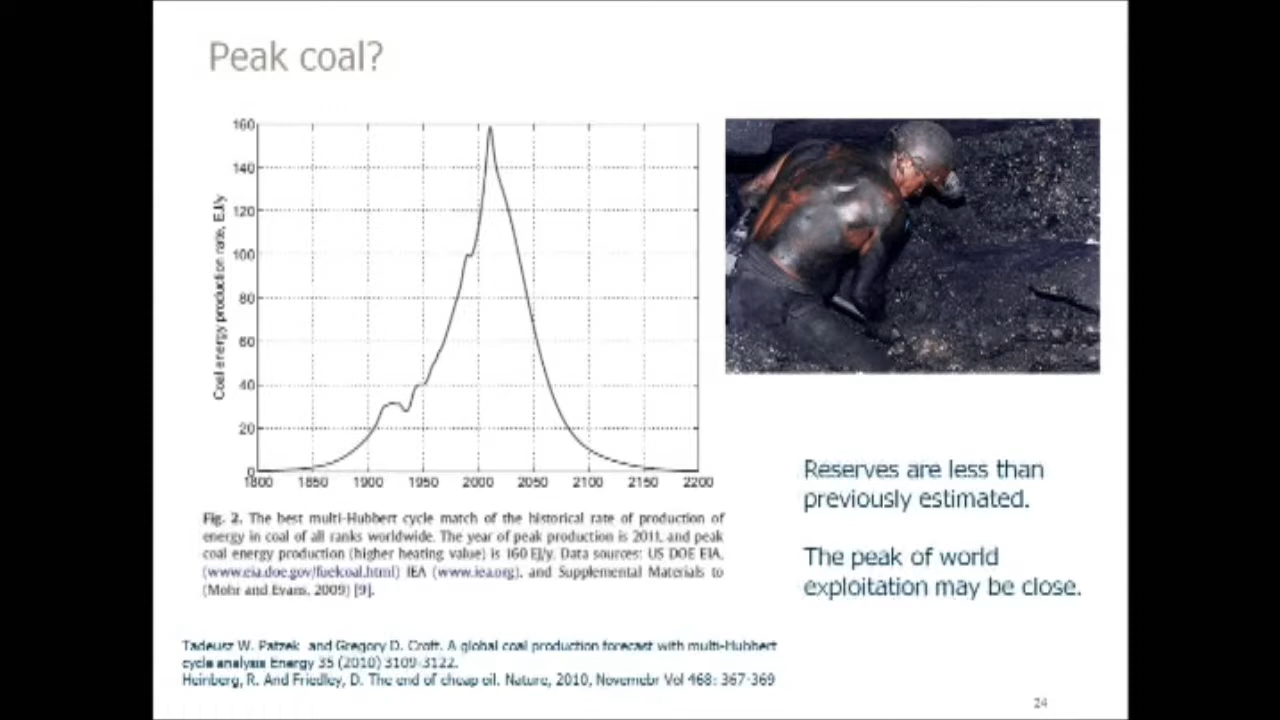 Peak coal?
160
140
120
100
80
60
40
20
0
Coal energy production rate, EJ/y
1800 1850 1900 1950 2000 2050 2100 2150 2200
Fig. 2. The best multi-Hubbert cycle match of the historical rate of production of
energy in coal of all ranks worldwide. The year of peak production is 2011, and peak
coal energy production (higher heating value) is 160 EJ/y. Data sources: US DOE EIA,
(www.eia.doe.gov/fuelcoal.html) IEA (www.iea.org), and Supplemental Materials to
(Mohr and Evans, 2009) [9].
Reserves are less than
previously estimated.
The peak of world
exploitation may be close.
Tadeusz W. Patzek and Gregory D. Croft. A global coal production forecast with multi-Hubbert
cycle analysis Energy 35 (2010) 3109-3122.
Heinberg, R. And Friedley, D. The end of cheap oil. Nature, 2010, Novemebr Vol 468: 367-369
24